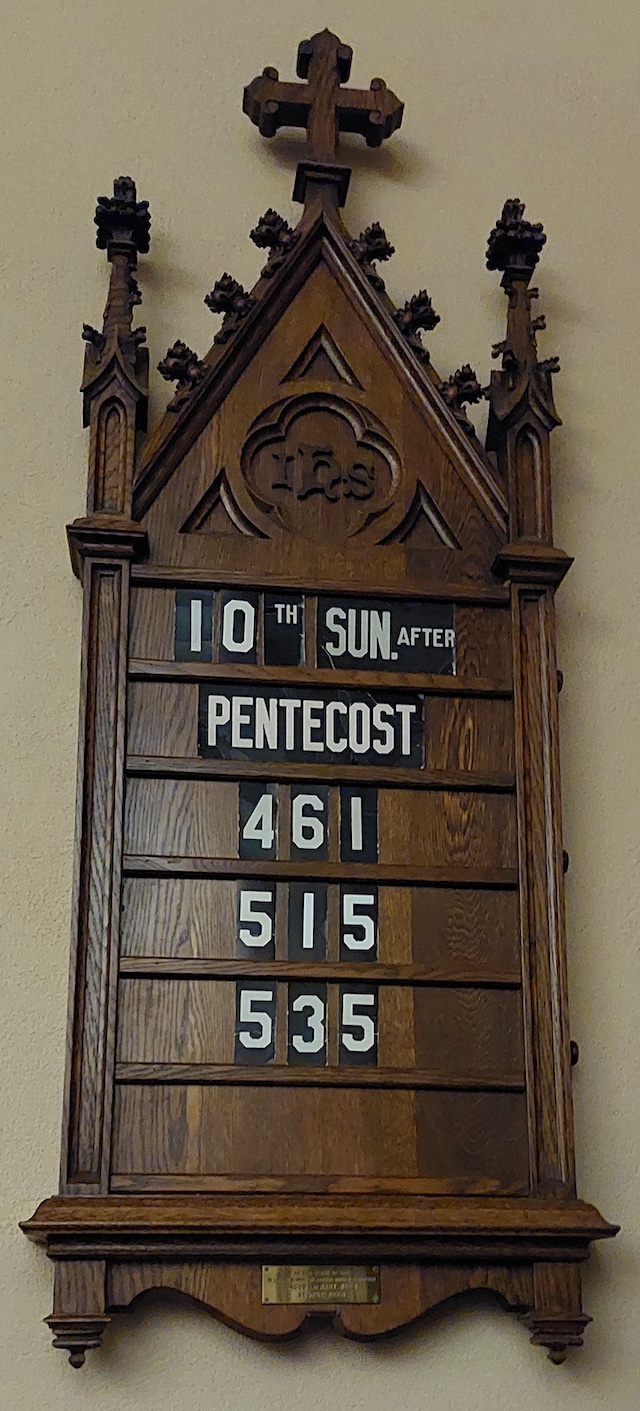 IHS
10TH SUN. AFTER
PENTECOST
461
515
535